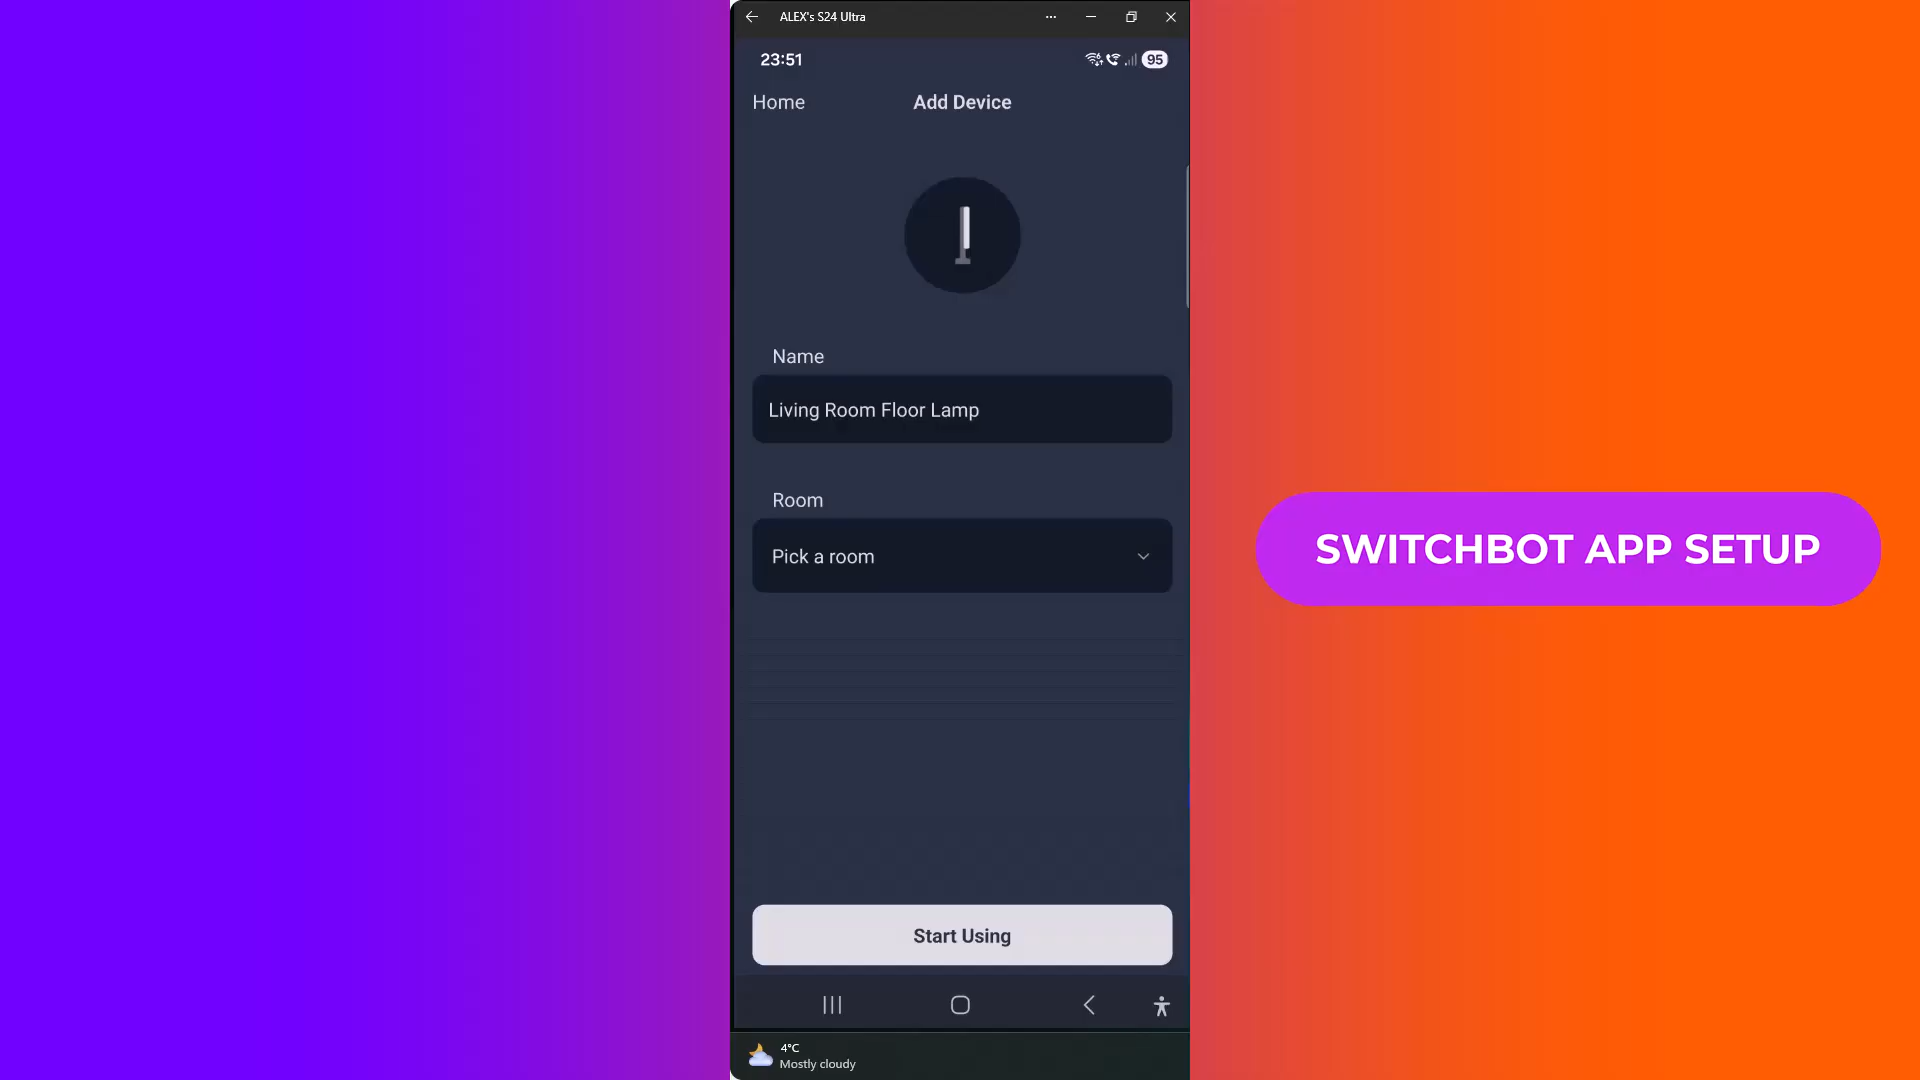 ALEX's S24 Ultra
23:51
95
Home
Add Device
Name
Living Room Floor Lamp
Room
Pick a room
Start Using
4°C
Mostly cloudy
SWITCHBOT APP SETUP